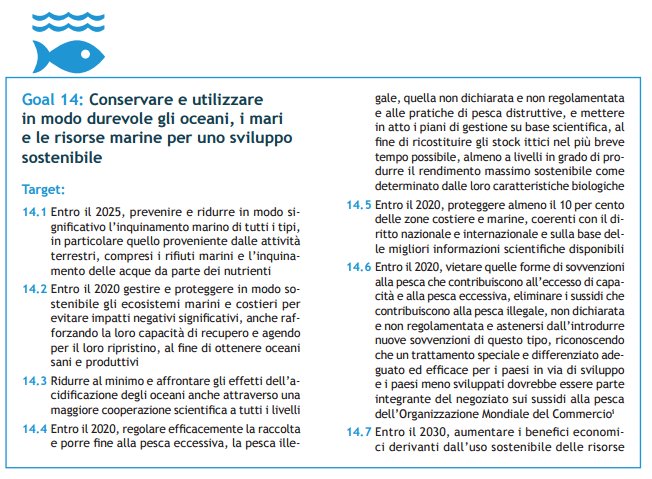 Goal 14: Conservare e utilizzare
in modo durevole gli oceani, i mari
e le risorse marine per uno sviluppo
sostenibile
Target:
14.1 Entro il 2025, prevenire e ridurre in modo si-
gnificativo l'inquinamento marino di tutti i tipi,
in particolare quello proveniente dalle attività
terrestri, compresi i rifiuti marini e l'inquina-
mento delle acque da parte dei nutrienti
14.2 Entro il 2020 gestire e proteggere in modo so-
stenibile gli ecosistemi marini e costieri per
evitare impatti negativi significativi, anche raf-
forzando la loro capacità di recupero e agendo
per il loro ripristino, al fine di ottenere oceani
sani e produttivi
14.3 Ridurre al minimo e affrontare gli effetti dell'a-
cidificazione degli oceani anche attraverso una
maggiore cooperazione scientifica a tutti i livelli
14.4 Entro il 2020, regolare efficacemente la raccolta
e porre fine alla pesca eccessiva, la pesca ille-
gale, quella non dichiarata e non regolamentata
e alle pratiche di pesca distruttive, e mettere
in atto i piani di gestione su base scientifica, al
fine di ricostituire gli stock ittici nel più breve
tempo possibile, almeno a livelli in grado di pro-
durre il rendimento massimo sostenibile come
determinato dalle loro caratteristiche biologiche
14.5 Entro il 2020, proteggere almeno il 10 per cento
delle zone costiere e marine, coerenti con il di-
ritto nazionale e internazionale e sulla base del-
le migliori informazioni scientifiche disponibili
14.6 Entro il 2020, vietare quelle forme di sovvenzioni
alla pesca che contribuiscono all'eccesso di capa-
cità e alla pesca eccessiva, eliminare i sussidi che
contribuiscono alla pesca illegale, non dichiarata
e non regolamentata e astenersi dall'introdurre
nuove sovvenzioni di questo tipo, riconoscendo
che un trattamento speciale e differenziato ade-
guato ed efficace per i paesi in via di sviluppo
e i paesi meno sviluppati dovrebbe essere parte
integrante del negoziato sui sussidi alla pesca
dell'Organizzazione Mondiale del Commercio
14.7 Entro il 2030, aumentare i benefici economi-
ci derivanti dall'uso sostenibile delle risorse